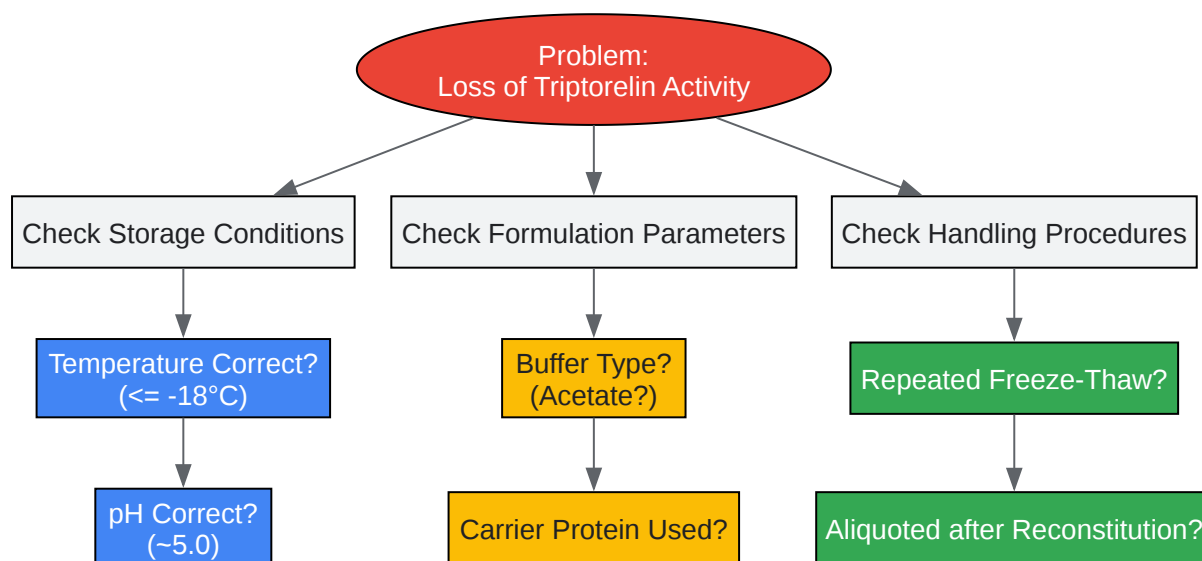 Problem:
Loss of Triptorelin Activity
Check Storage Conditions
Check Formulation Parameters
Check Handling Procedures
Temperature Correct?
(<= -18°C)
Buffer Type?
(Acetate?)
Repeated Freeze-Thaw?
pH Correct?
(~5.0)
Carrier Protein Used?
Aliquoted after Reconstitution?